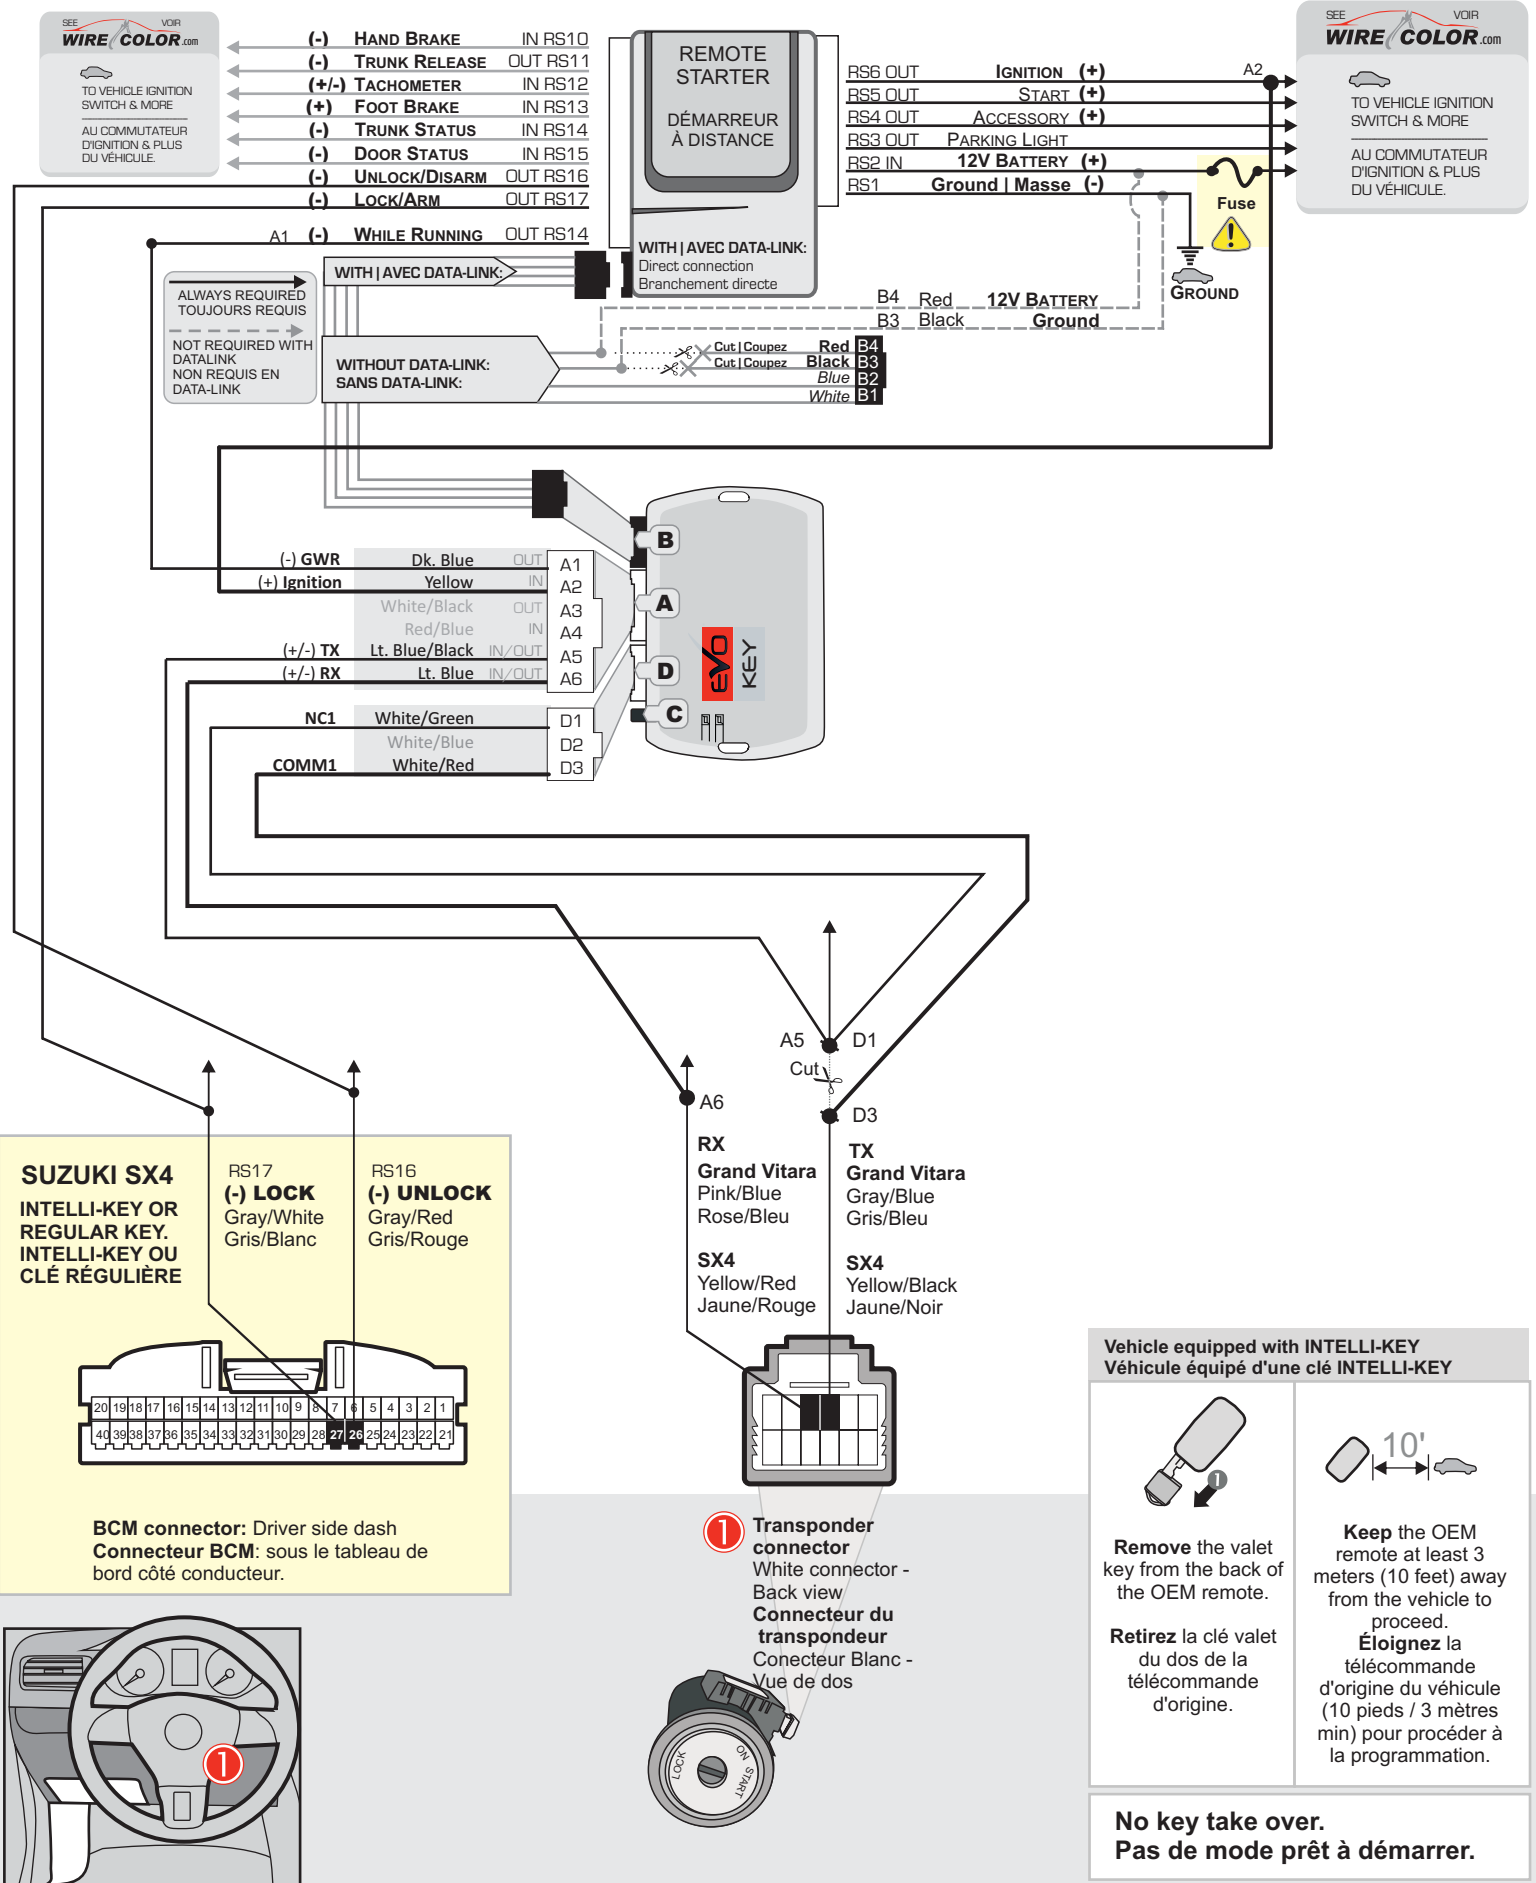 SEE VOIR
WIRE COLOR.com
TO VEHICLE IGNITION
SWITCH & MORE
AU COMMUTATEUR
D'IGNITION & PLUS
DU VÉHICULE.
(-) HAND BRAKE IN RS10
(-) TRUNK RELEASE OUT RS11
(+/-) TACHOMETER IN RS12
(+) FOOT BRAKE IN RS13
(-) TRUNK STATUS IN RS14
(-) DOOR STATUS IN RS15
(-) UNLOCK/DISARM OUT RS16
(-) LOCK/ARM OUT RS17
A1 (-) WHILE RUNNING OUT RS14
REMOTE
STARTER
DÉMARREUR
À DISTANCE
WITH | AVEC DATA-LINK:
Direct connection
Branchement directe
RS6 OUT IGNITION (+) A2
RS5 OUT START (+)
RS4 OUT ACCESSORY (+)
RS3 OUT PARKING LIGHT
RS2 IN 12V BATTERY (+)
RS1 Ground | Masse (-)
Fuse
GROUND
SEE VOIR
WIRE COLOR.com
TO VEHICLE IGNITION
SWITCH & MORE
AU COMMUTATEUR
D'IGNITION & PLUS
DU VÉHICULE.
WITH | AVEC DATA-LINK:
ALWAYS REQUIRED
TOUJOURS REQUIS
NOT REQUIRED WITH
DATALINK
NON REQUIS EN
DATA-LINK
WITHOUT DATA-LINK:
SANS DATA-LINK:
B4 Red 12V BATTERY
B3 Black Ground
Cut | Coupez Red B4
Cut | Coupez Black B3
Blue B2
White B1
B
A
D
C
EVO
KEY
(-) GWR Dk. Blue OUT A1
(+) Ignition Yellow IN A2
White/Black OUT A3
Red/Blue IN A4
(+/-) TX Lt. Blue/Black IN/OUT A5
(+/-) RX Lt. Blue IN/OUT A6
NC1 White/Green D1
White/Blue D2
COMM1 White/Red D3
A5 D1
Cut
D3
A6
RX
Grand Vitara
Pink/Blue
Rose/Bleu
SX4
Yellow/Red
Jaune/Rouge
TX
Grand Vitara
Gray/Blue
Gris/Bleu
SX4
Yellow/Black
Jaune/Noir
SUZUKI SX4
INTELLI-KEY OR
REGULAR KEY.
INTELLI-KEY OU
CLÉ RÉGULIÈRE
RS17
(-) LOCK
Gray/White
Gris/Blanc
RS16
(-) UNLOCK
Gray/Red
Gris/Rouge
20 19 18 17 16 15 14 13 12 11 10 9 8 7 6 5 4 3 2 1
40 39 38 37 36 35 34 33 32 31 30 29 28 27 26 25 24 23 22 21
BCM connector: Driver side dash
Connecteur BCM: sous le tableau de
bord côté conducteur.
1
1
Transponder
connector
White connector -
Back view
Connecteur du
transpondeur
Conecteur Blanc -
Vue de dos
LOCK
ON
START
Vehicle equipped with INTELLI-KEY
Véhicule équipé d'une clé INTELLI-KEY
1
Remove the valet
key from the back of
the OEM remote.
Retirez la clé valet
du dos de la
télécommande
d'origine.
10'
Keep the OEM
remote at least 3
meters (10 feet) away
from the vehicle to
proceed.
Éloignez la
télécommande
d'origine du véhicule
(10 pieds / 3 mètres
min) pour procéder à
la programmation.
No key take over.
Pas de mode prêt à démarrer.